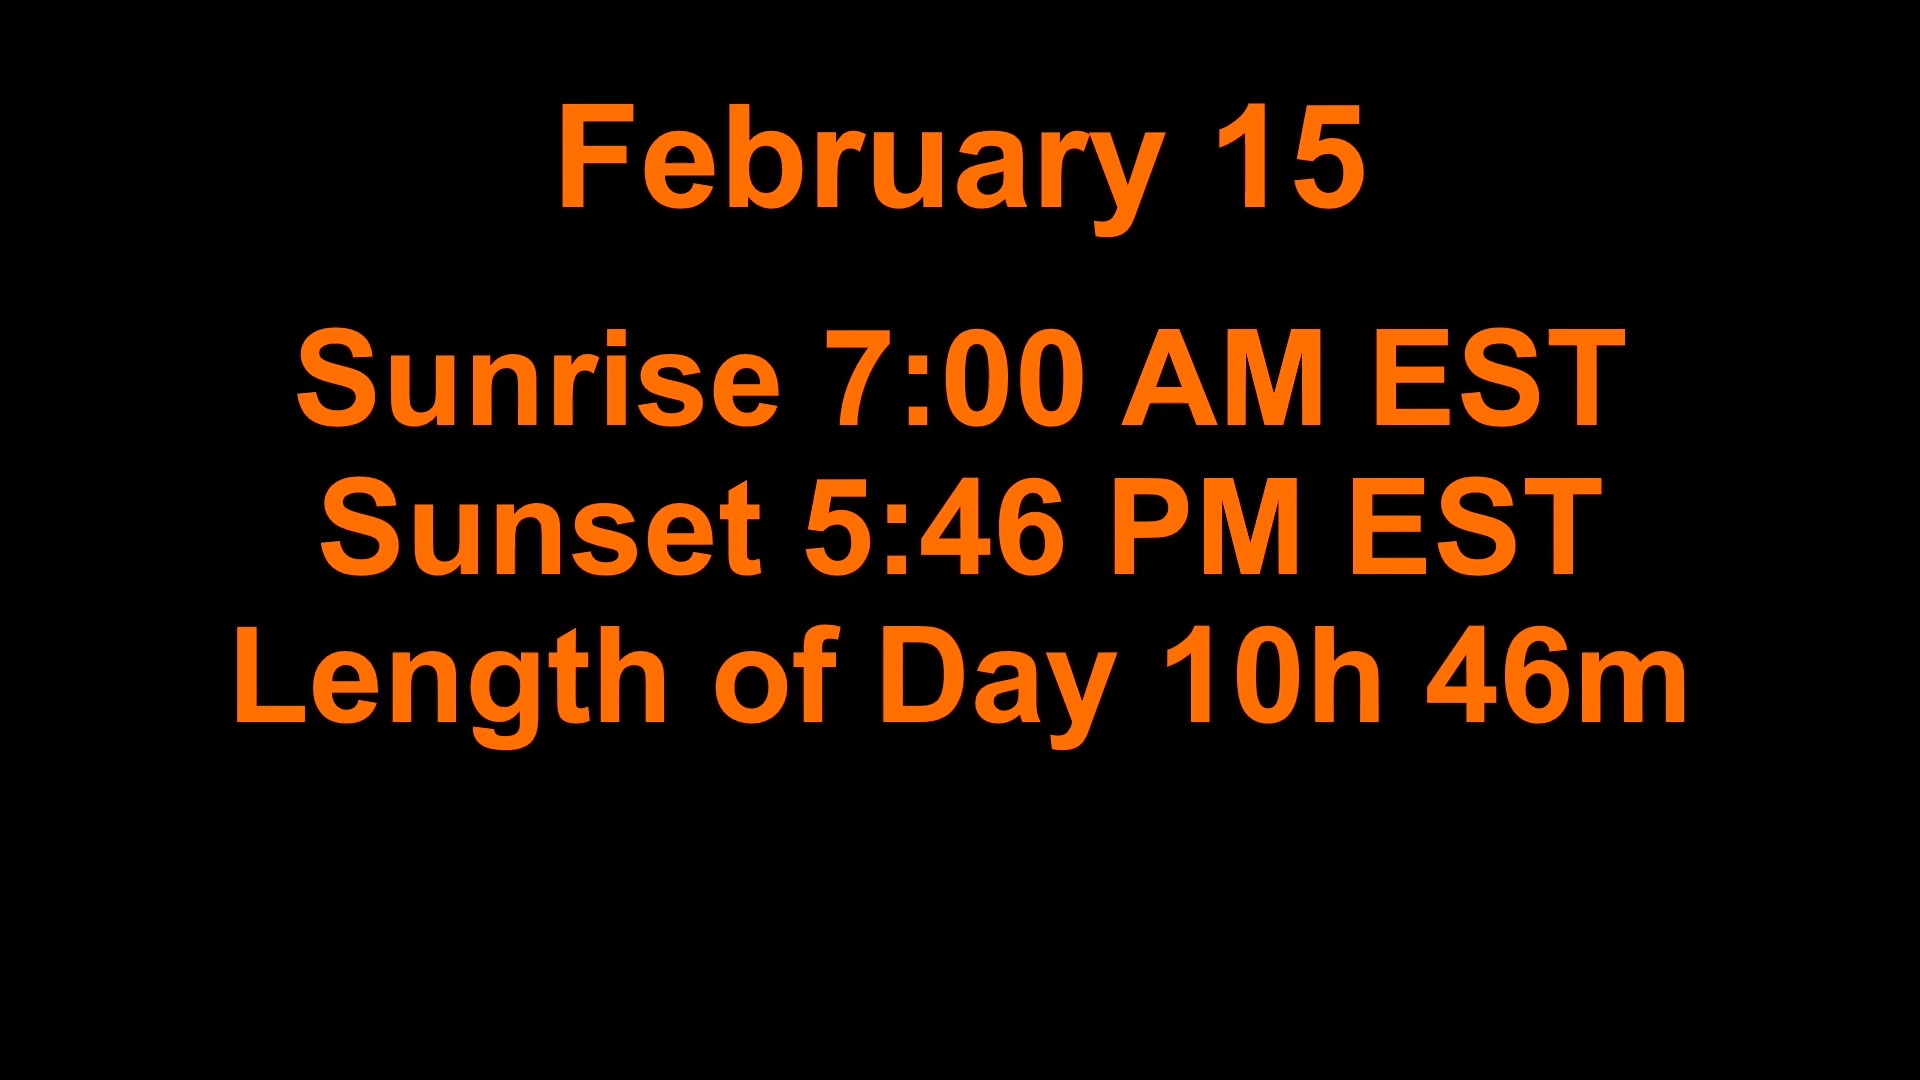 February 15
Sunrise 7:00 AM EST
Sunset 5:46 PM EST
Length of Day 10h 46m